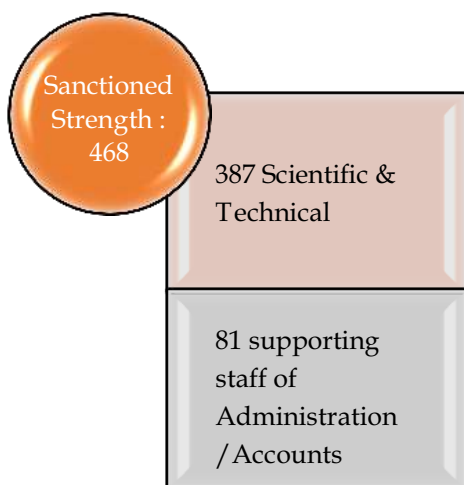 Sanctioned
Strength :
468
387 Scientific &
Technical
81 supporting
staff of
Administration
/Accounts